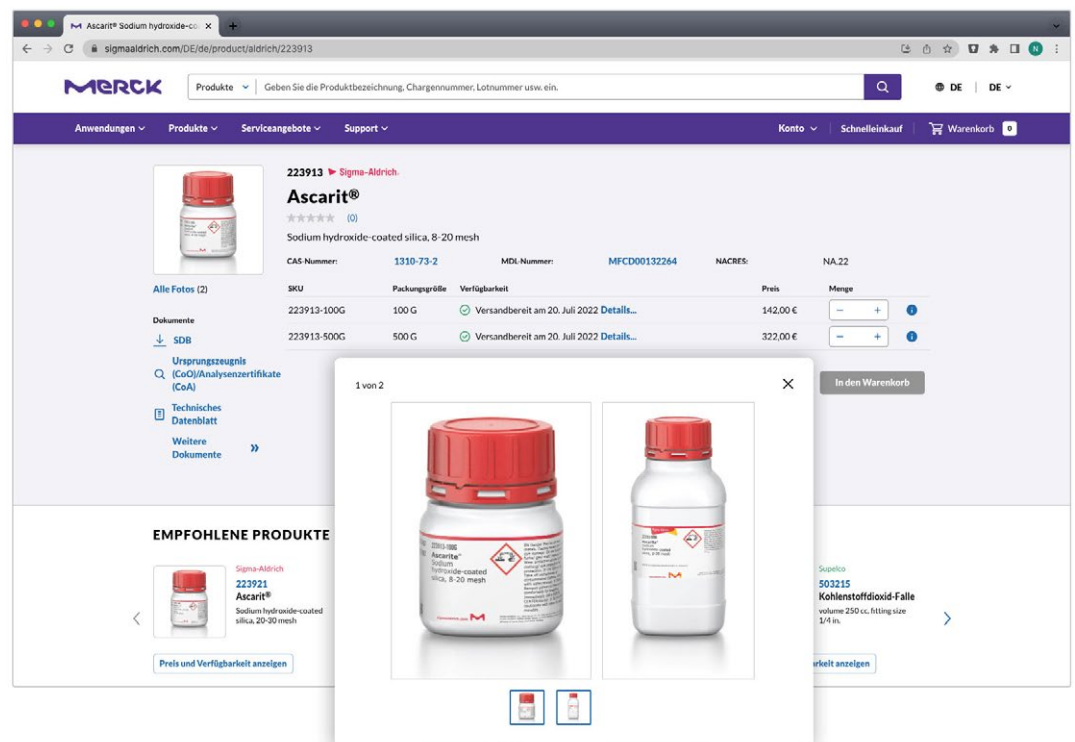 Ascarit® Sodium hydroxide-co
sigmaaldrich.com/DE/de/product/aldrich/223913
N
MERCK
Produkte
Geben Sie die Produktbezeichnung, Chargennummer, Lotnummer usw. ein.
DE
DE
Anwendungen
Produkte
Serviceangebote
Support
Konto
Schnelleinkauf
Warenkorb
0
223913
Sigma-Aldrich.
Ascarit®
(0)
Sodium hydroxide-coated silica, 8-20 mesh
CAS-Nummer: 1310-73-2 MDL-Nummer: MFCD00132264 NACRES: NA.22
Alle Fotos (2)
SKU Packungsgröße Verfügbarkeit Preis Menge
223913-100G 100 G Versandbereit am 20. Juli 2022 Details... 142,00 € − +
223913-500G 500 G Versandbereit am 20. Juli 2022 Details... 322,00 € − +
Dokumente
SDB
Ursprungszeugnis
(CoO)/Analysenzertifikate
(CoA)
Technisches
Datenblatt
Weitere
Dokumente
In den Warenkorb
1 von 2
223913-100G
Ascarite™
Sodium
hydroxide-coated
silica, 8-20 mesh
EMPFOHLENE PRODUKTE
Sigma-Aldrich
223921
Ascarit®
Sodium hydroxide-coated
silica, 20-30 mesh
Preis und Verfügbarkeit anzeigen
Supelco
503215
Kohlenstoffdioxid-Falle
volume 250 cc, fitting size
1/4 in.
anzeigen